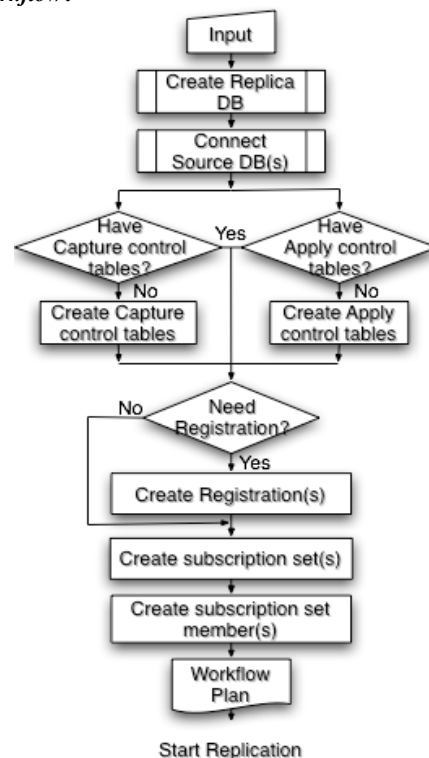 Input
Create Replica
DB
Connect
Source DB(s)
Have
Capture control
tables?
Yes
Have
Apply control
tables?
No
No
Create Capture
control tables
Create Apply
control tables
No
Need
Registration?
Yes
Create Registration(s)
Create subscription set(s)
Create subscription set
member(s)
Workflow
Plan
Start Replication